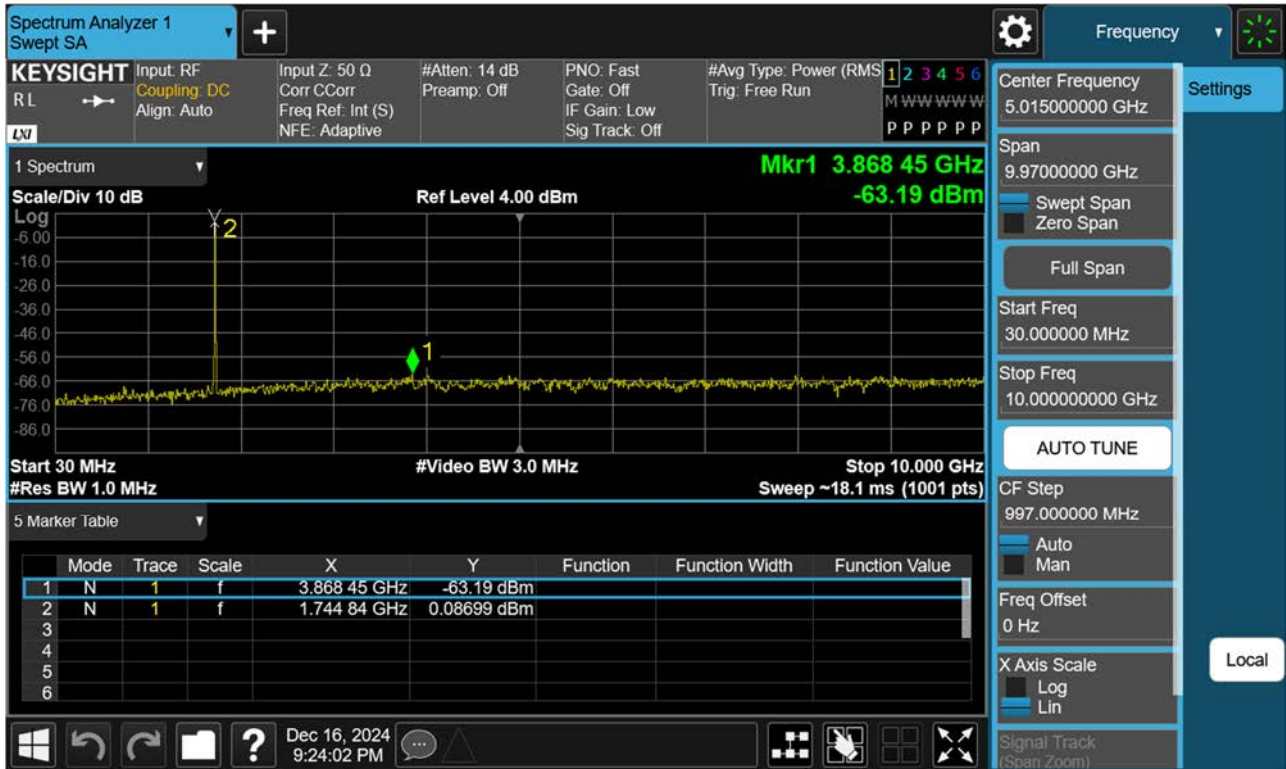 Spectrum Analyzer 1
Swept SA
+
Frequency
KEYSIGHT
RL
LXI
Input: RF
Coupling: DC
Align: Auto
Input Z: 50 Ω
Corr CCorr
Freq Ref: Int (S)
NFE: Adaptive
#Atten: 14 dB
Preamp: Off
PNO: Fast
Gate: Off
IF Gain: Low
Sig Track: Off
#Avg Type: Power (RMS
Trig: Free Run
1 2 3 4 5 6
M W W W W W
P P P P P P
1 Spectrum
Mkr1 3.868 45 GHz
-63.19 dBm
Scale/Div 10 dB
Ref Level 4.00 dBm
Log
-6.00
-16.0
-26.0
-36.0
-46.0
-56.0
-66.0
-76.0
-86.0
2
1
Start 30 MHz
#Video BW 3.0 MHz
Stop 10.000 GHz
#Res BW 1.0 MHz
Sweep ~18.1 ms (1001 pts)
5 Marker Table
Mode Trace Scale X Y Function Function Width Function Value
1 N 1 f 3.868 45 GHz -63.19 dBm
2 N 1 f 1.744 84 GHz 0.08699 dBm
3
4
5
6
?
Dec 16, 2024
9:24:02 PM
Center Frequency
5.015000000 GHz
Span
9.97000000 GHz
Swept Span
Zero Span
Full Span
Start Freq
30.000000 MHz
Stop Freq
10.000000000 GHz
AUTO TUNE
CF Step
997.000000 MHz
Auto
Man
Freq Offset
0 Hz
X Axis Scale
Log
Lin
Signal Track
(Span Zoom)
Settings
Local